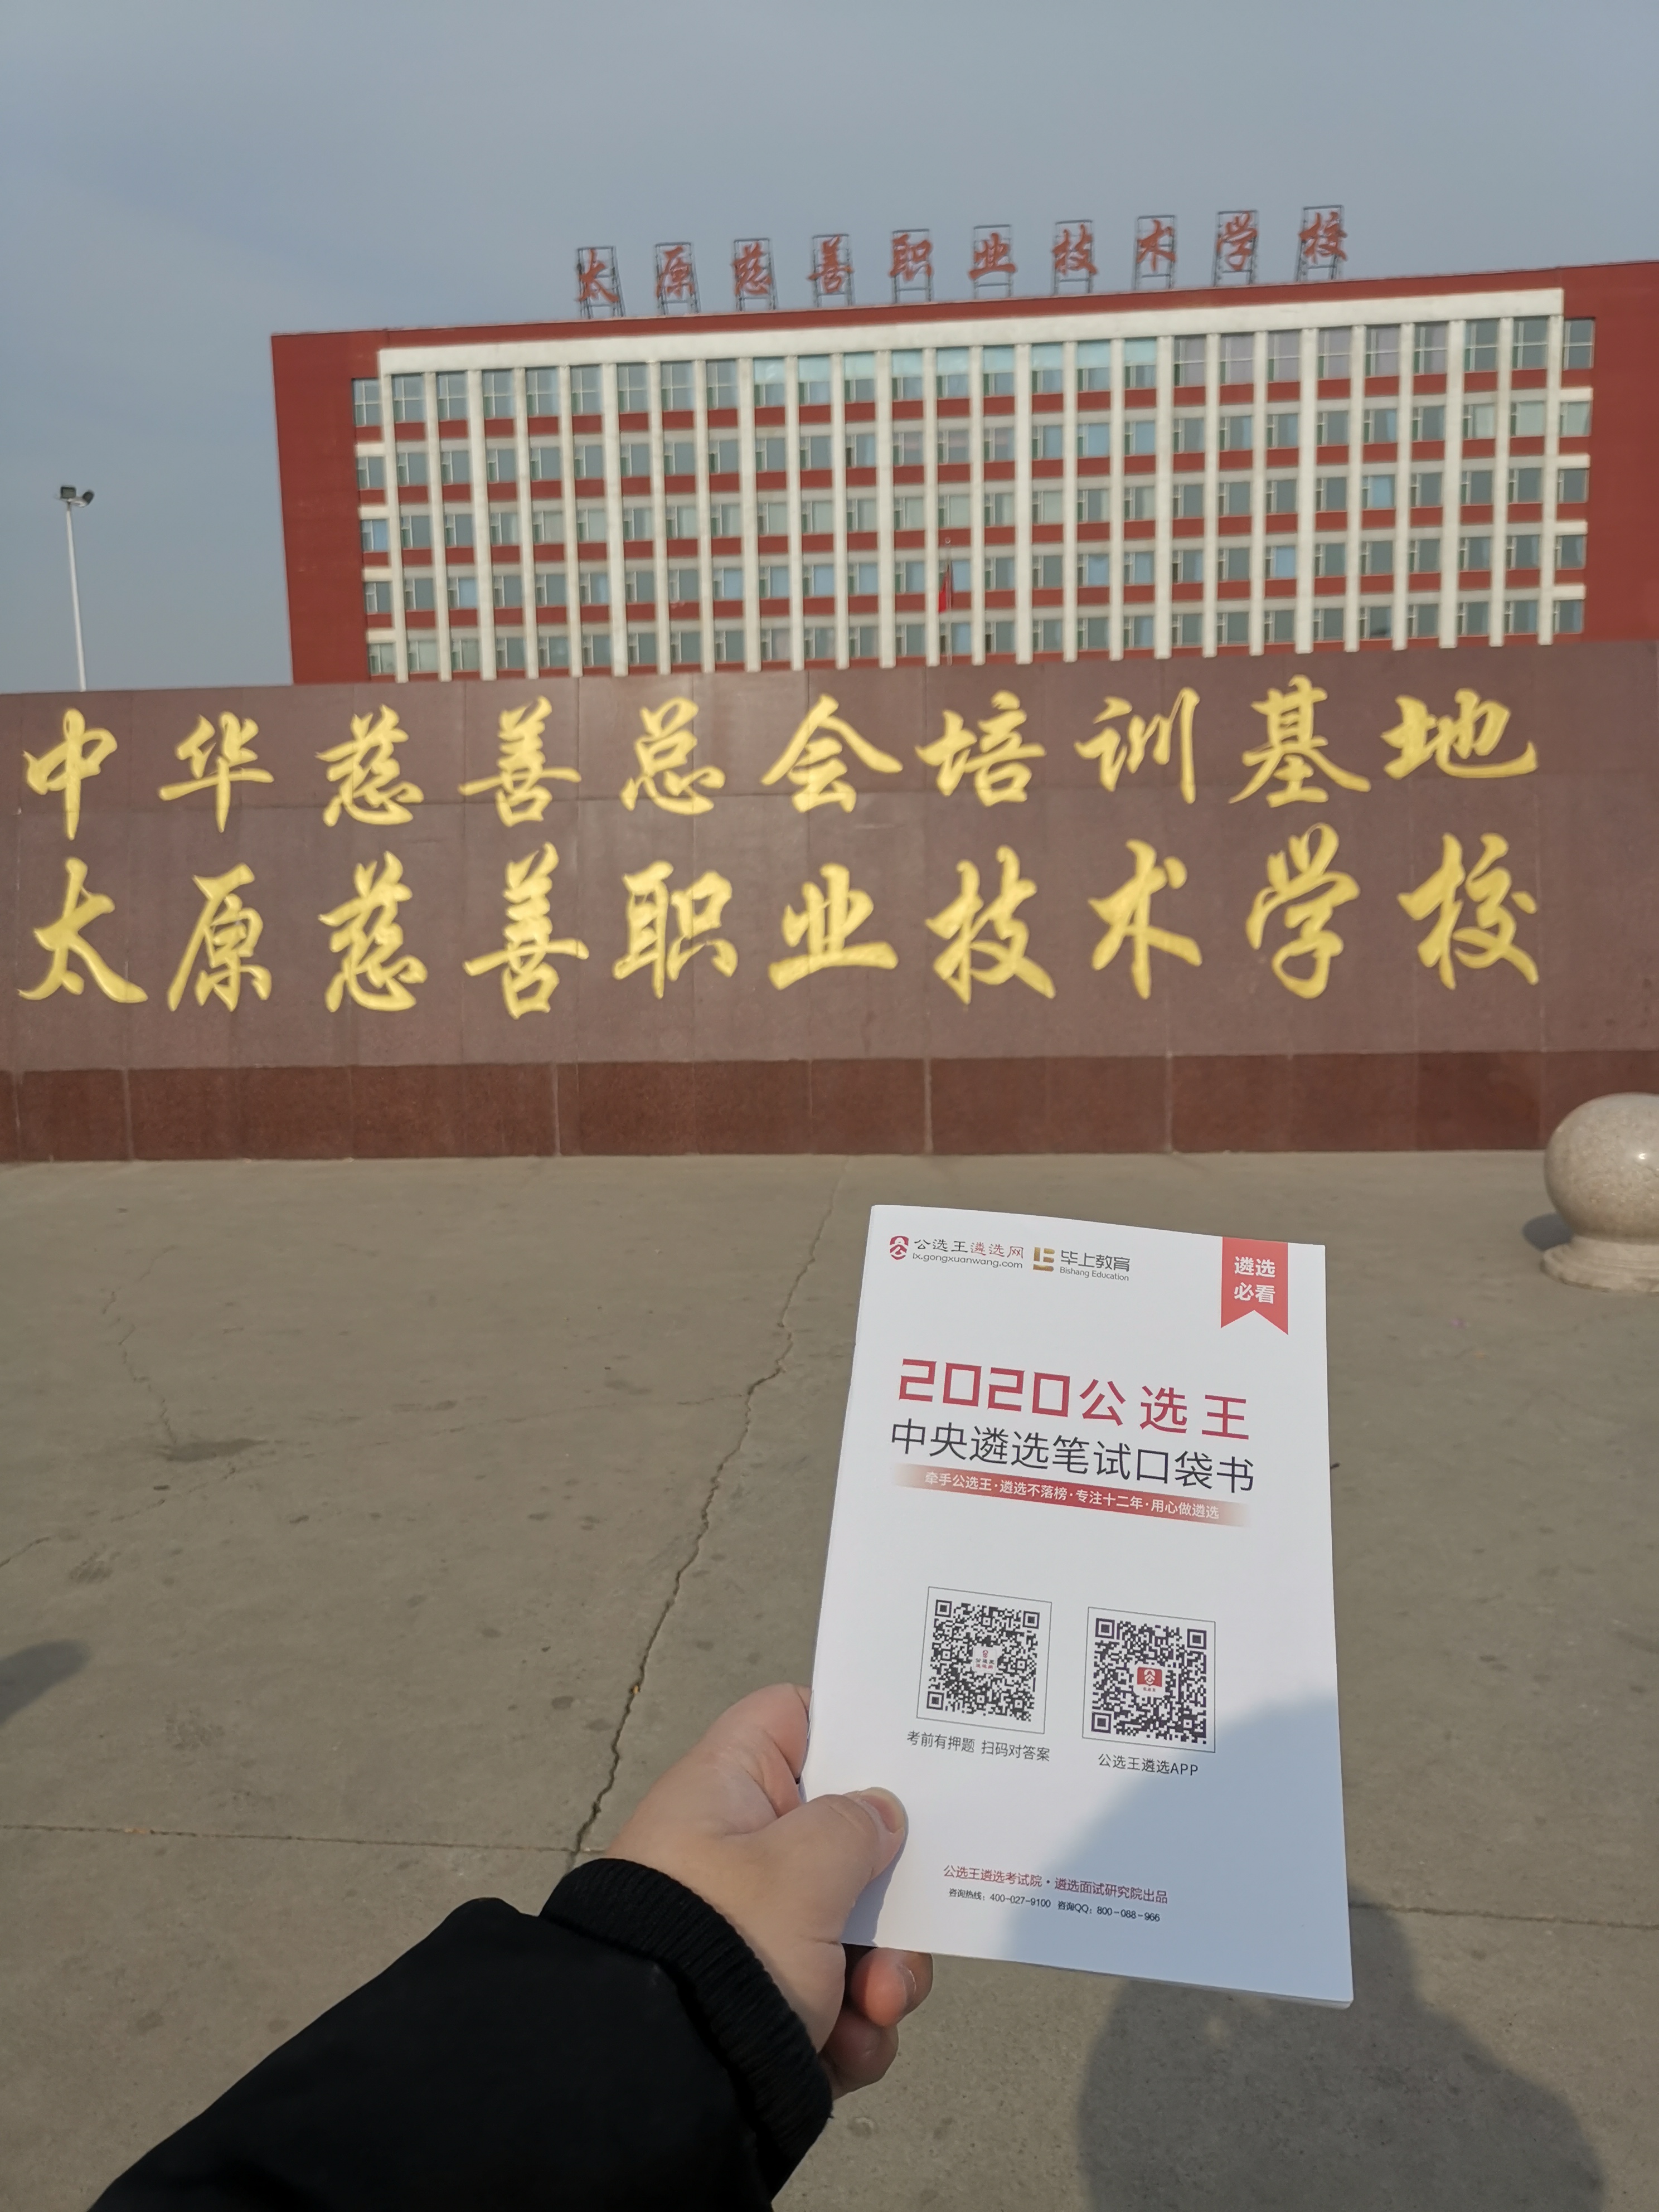 太原慈善职业技术学校
中华慈善总会培训基地
太原慈善职业技术学校
公选王遴选网
lx.gongxuanwang.com
毕上教育
Bishang Education
遴选
必看
2020公选王
中央遴选笔试口袋书
牵手公选王·遴选不落榜·专注十二年·用心做遴选
考前有押题 扫码对答案
公选王遴选APP
公选王遴选考试院·遴选面试研究院出品
咨询热线：400-027-9100 咨询QQ：800-088-966